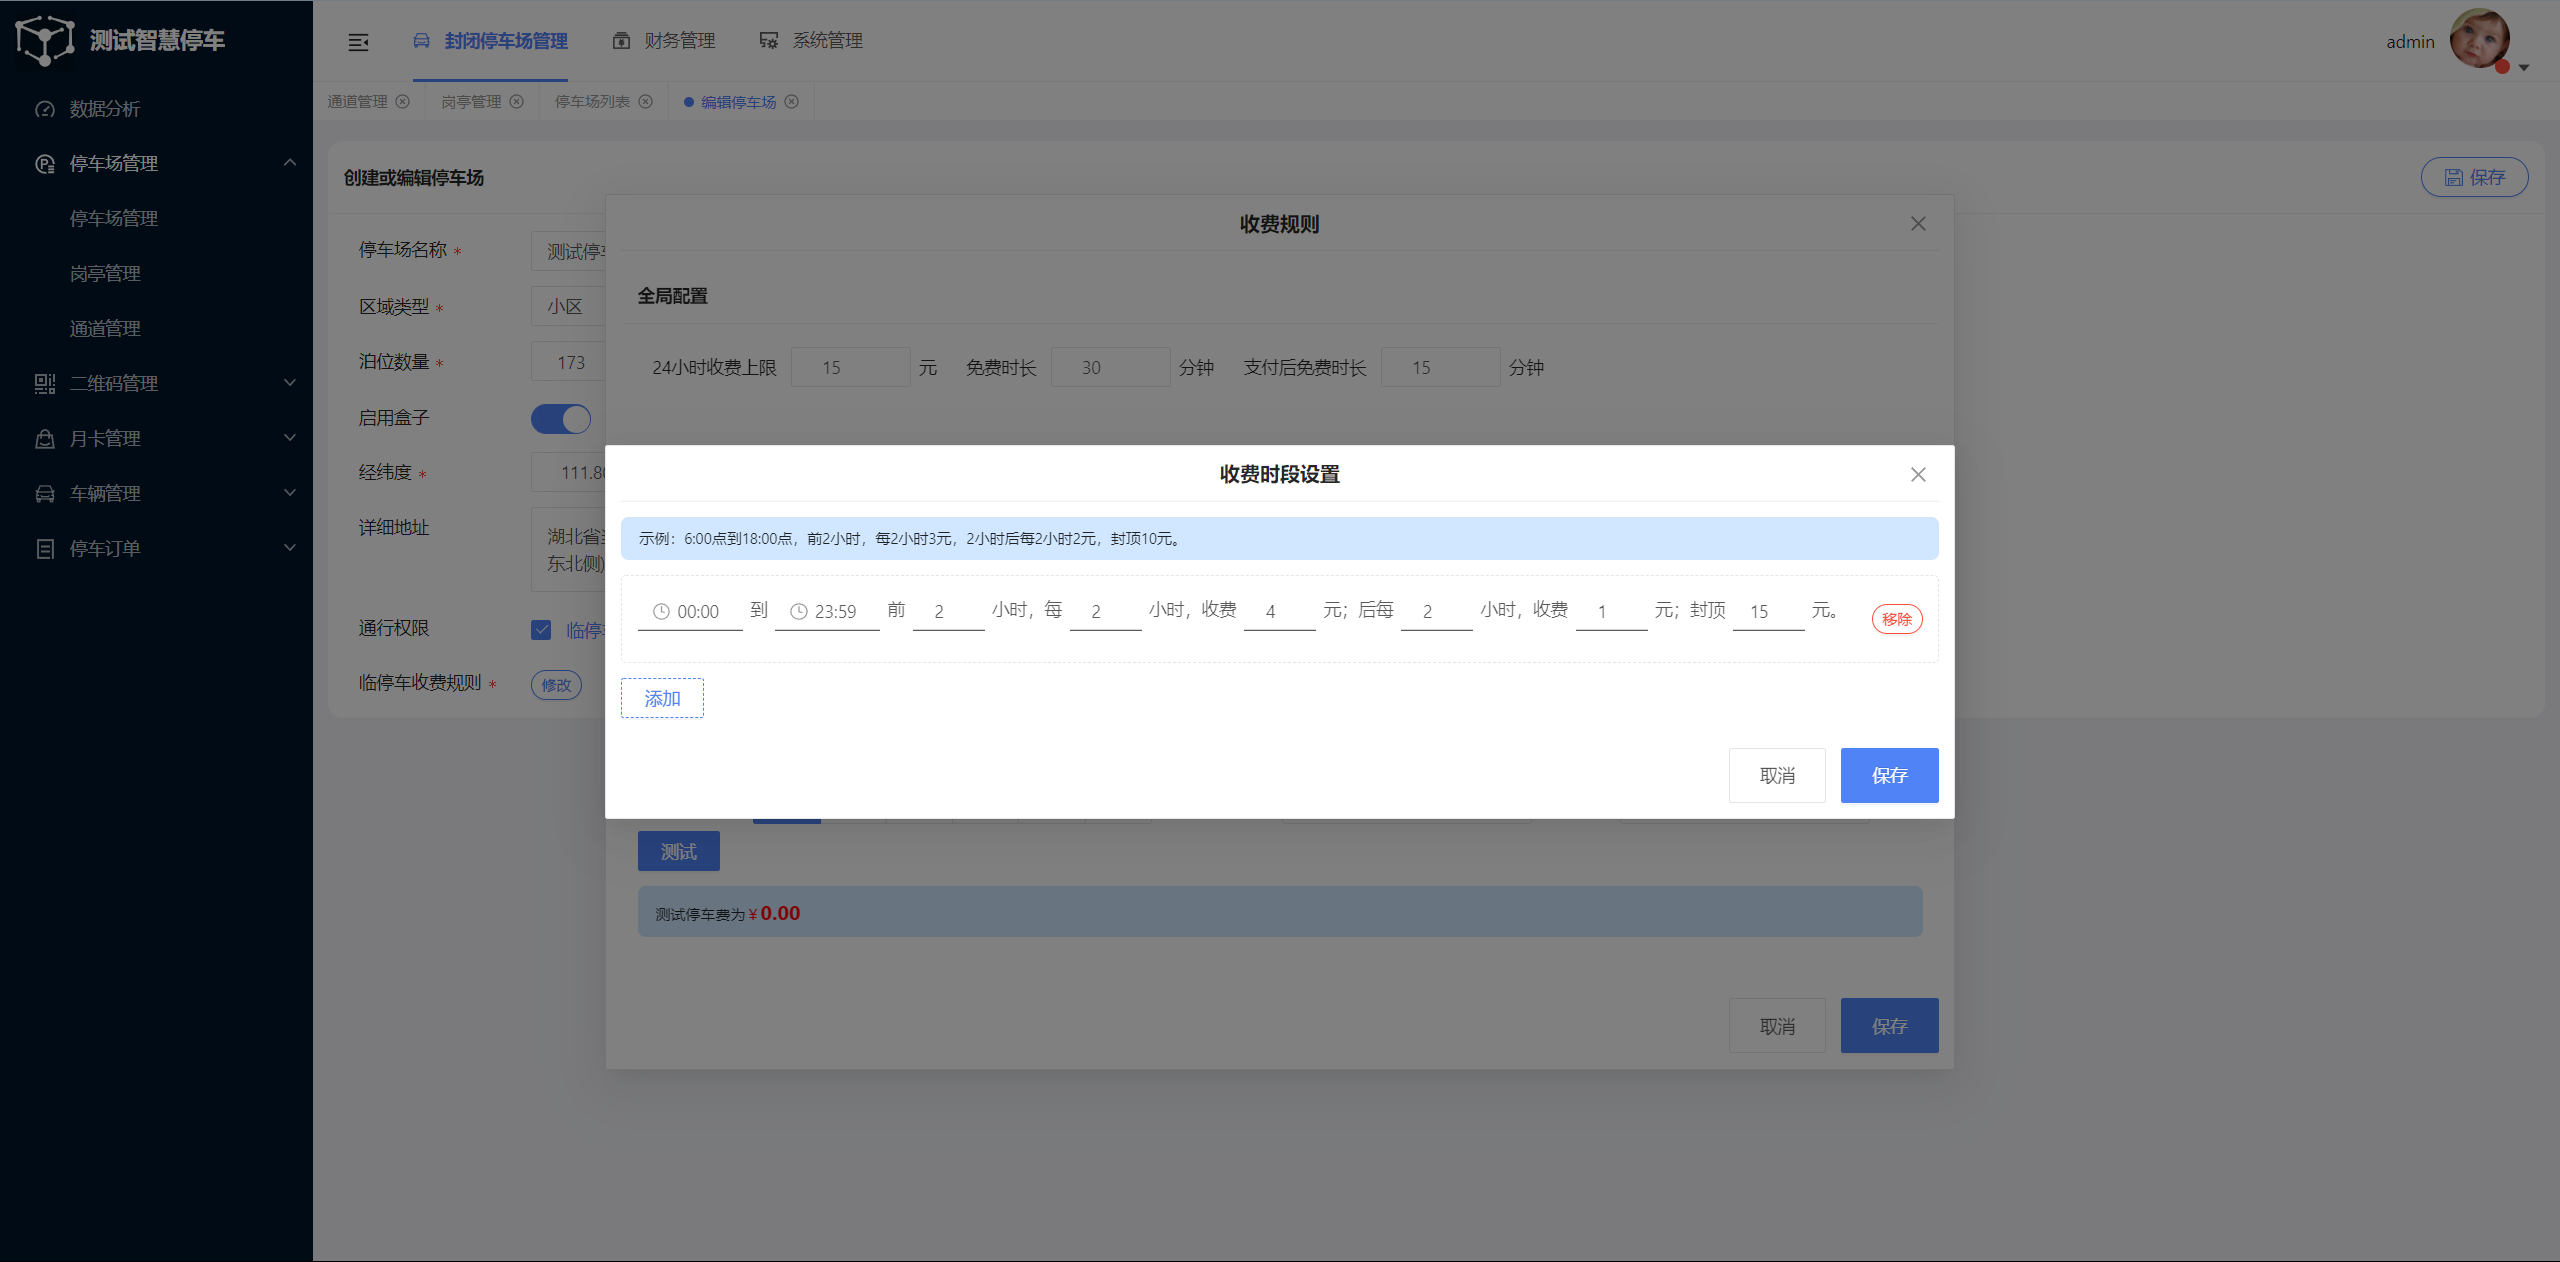 测试智慧停车
封闭停车场管理
财务管理
系统管理
admin
数据分析
停车场管理
停车场管理
岗亭管理
通道管理
二维码管理
月卡管理
车辆管理
停车订单
通道管理
岗亭管理
停车场列表
编辑停车场
创建或编辑停车场
保存
停车场名称 *
测试停
区域类型 *
小区
泊位数量 *
173
启用盒子
经纬度 *
111.8
详细地址
湖北省
东北侧)
通行权限
临停
临停车收费规则 *
修改
收费规则
全局配置
24小时收费上限 15 元 免费时长 30 分钟 支付后免费时长 15 分钟
收费时段设置
示例：6:00点到18:00点，前2小时，每2小时3元，2小时后每2小时2元，封顶10元。
00:00 到 23:59 前 2 小时，每 2 小时，收费 4 元；后每 2 小时，收费 1 元；封顶 15 元。 移除
添加
取消 保存
测试
测试停车费为¥0.00
取消 保存